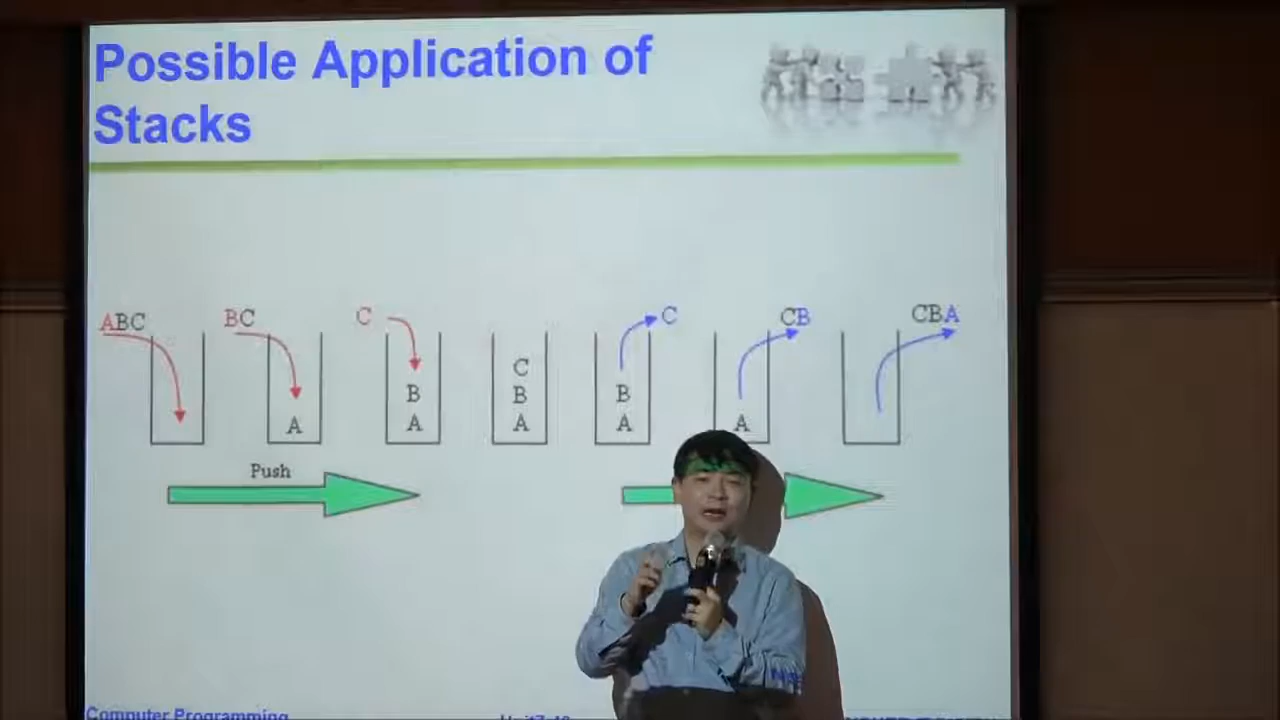 Possible Application of
Stacks
ABC
BC
C
C
CB
CBA
A
B
A
C
B
A
B
A
A
Push
Computer Programming